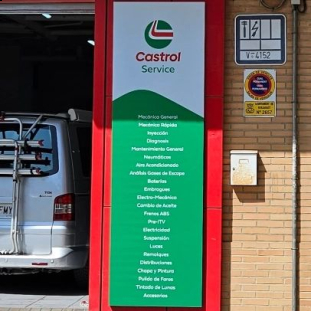 Castrol
Service
Mecánica General
Mecánica Rápida
Inyección
Diagnosis
Mantenimiento General
Neumáticos
Aire Acondicionado
Análisis Gases de Escape
Baterías
Embragues
Electro-Mecánica
Cambio de Aceite
Frenos ABS
Pre-ITV
Electricidad
Suspensión
Luces
Remolques
Distribuciones
Chapa y Pintura
Pulido de Faros
Tintado de Lunas
Accesorios
4152